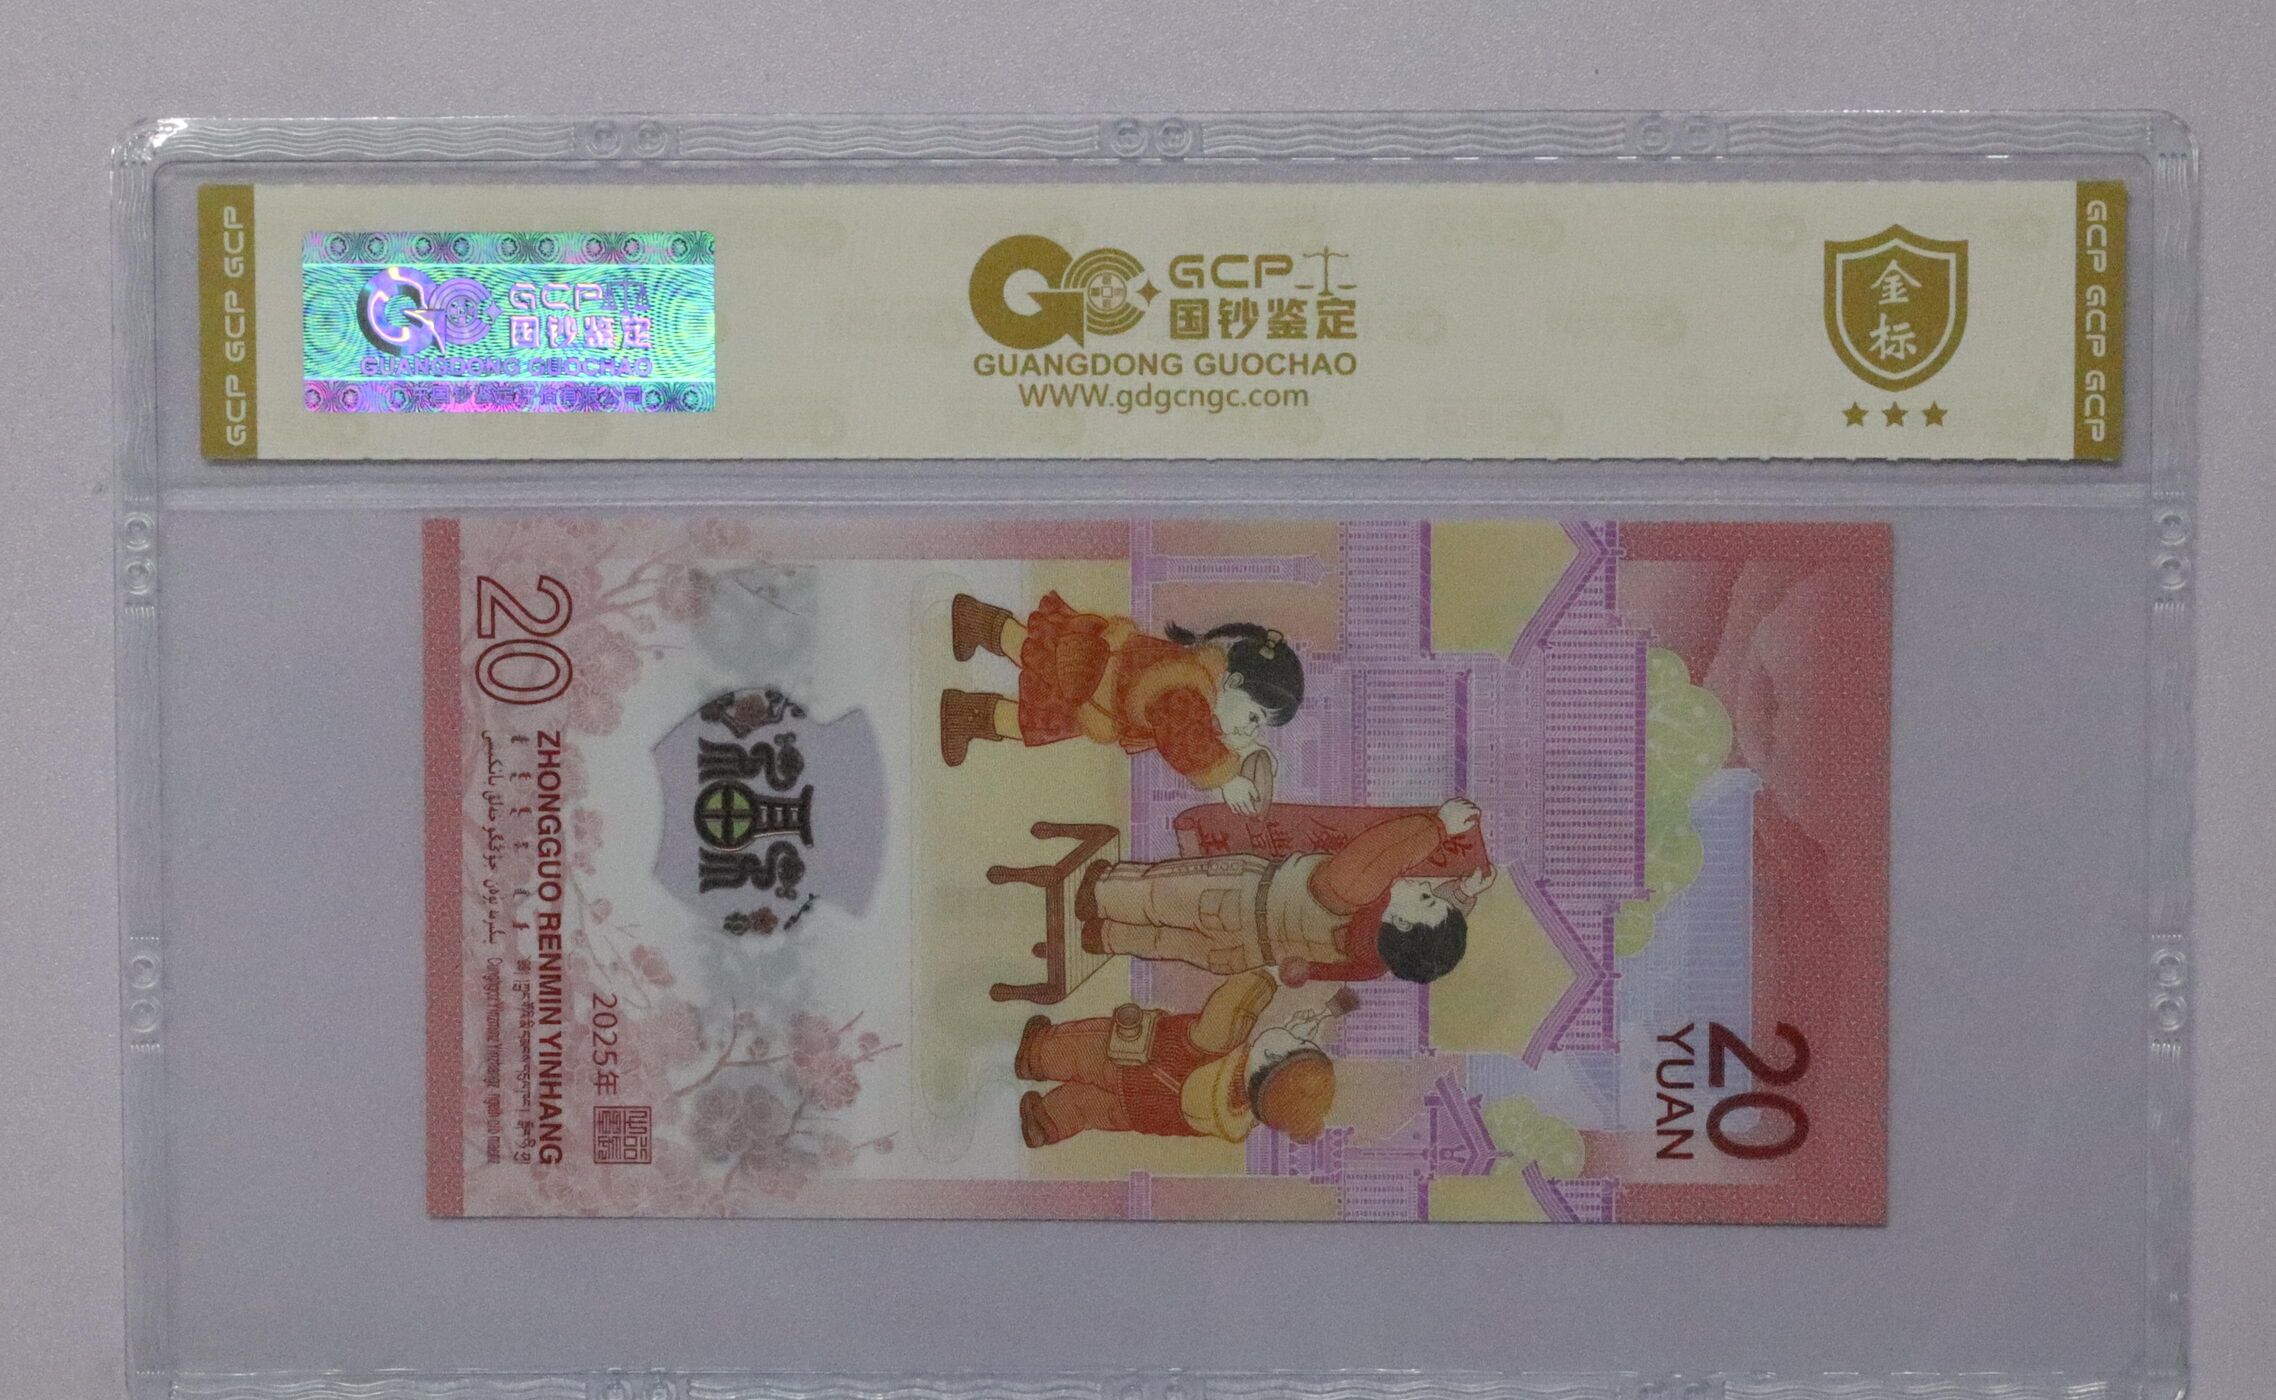 GCP GCP GCP
GCP
国钞鉴定
GUANGDONG GUOCHAO
GCP
国钞鉴定
GUANGDONG GUOCHAO
WWW.gdgcngc.com
金
标
GCP GCP GCP
20
ZHONGGUO RENMIN YINHANG
2025年
20
YUAN